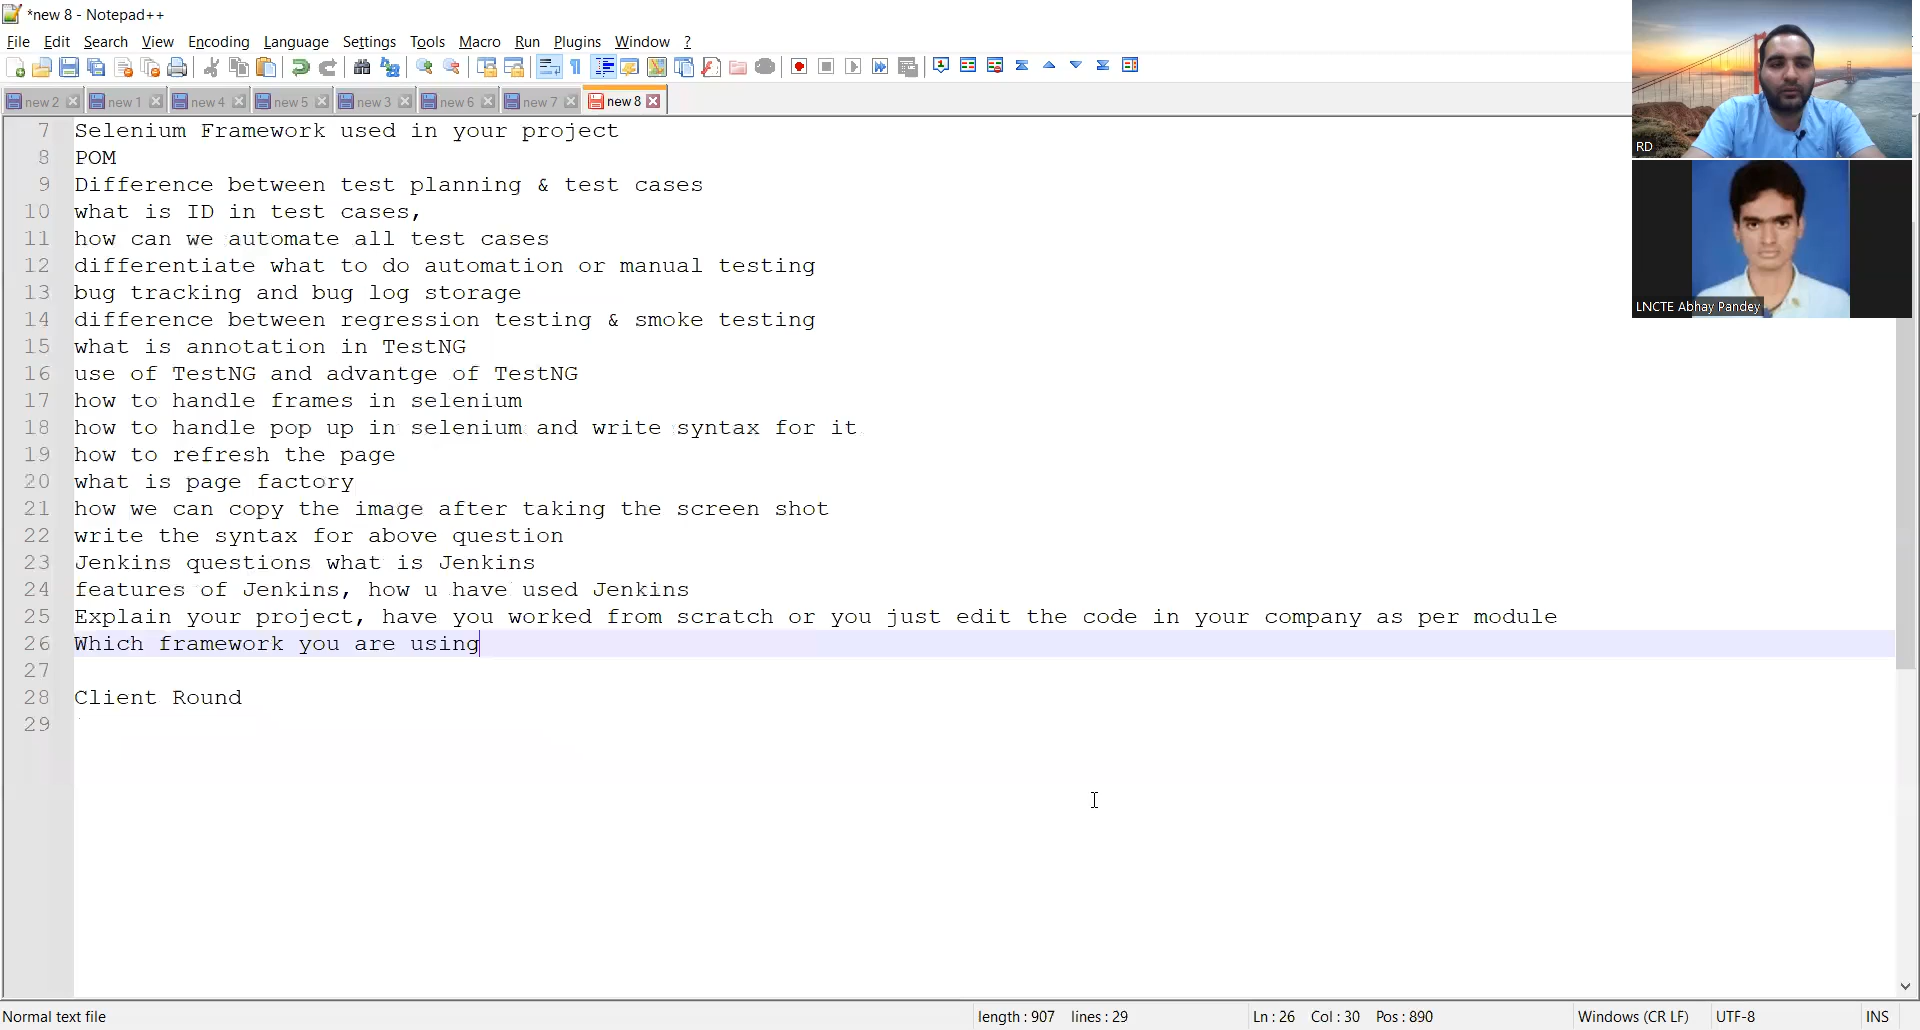 *new 8 - Notepad++
File Edit Search View Encoding Language Settings Tools Macro Run Plugins Window ?
new 2 new 1 new 4 new 5 new 3 new 6 new 7 new 8
7 Selenium Framework used in your project
8 POM
9 Difference between test planning & test cases
10 what is ID in test cases,
11 how can we automate all test cases
12 differentiate what to do automation or manual testing
13 bug tracking and bug log storage
14 difference between regression testing & smoke testing
15 what is annotation in TestNG
16 use of TestNG and advantge of TestNG
17 how to handle frames in selenium
18 how to handle pop up in selenium and write syntax for it
19 how to refresh the page
20 what is page factory
21 how we can copy the image after taking the screen shot
22 write the syntax for above question
23 Jenkins questions what is Jenkins
24 features of Jenkins, how u have used Jenkins
25 Explain your project, have you worked from scratch or you just edit the code in your company as per module
26 Which framework you are using
27
28 Client Round
29
RD
LNCTE Abhay Pandey
Normal text file length : 907 lines : 29 Ln : 26 Col : 30 Pos : 890 Windows (CR LF) UTF-8 INS